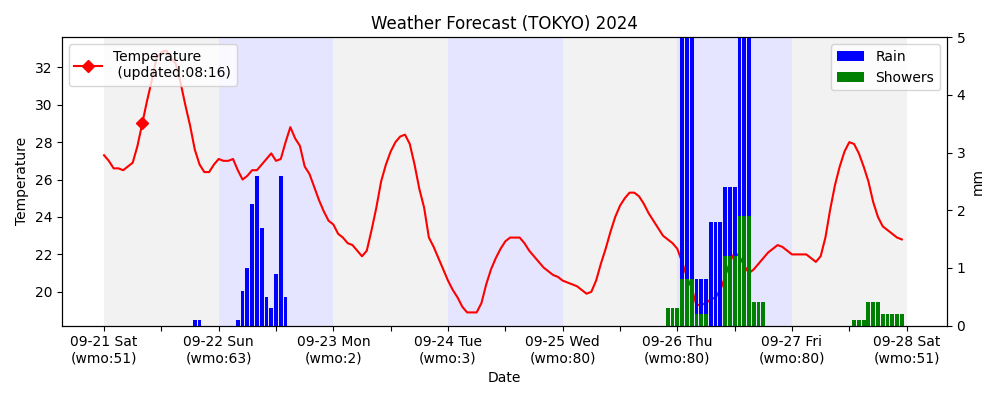 Weather Forecast (TOKYO) 2024
Temperature
(updated:08:16)
Rain
Showers
Temperature
32
30
28
26
24
22
20
5
4
3
2
1
0
mm
09-21 Sat 09-22 Sun 09-23 Mon 09-24 Tue 09-25 Wed 09-26 Thu 09-27 Fri 09-28 Sat
(wmo:51) (wmo:63) (wmo:2) (wmo:3) (wmo:80) (wmo:80) (wmo:80) (wmo:51)
Date